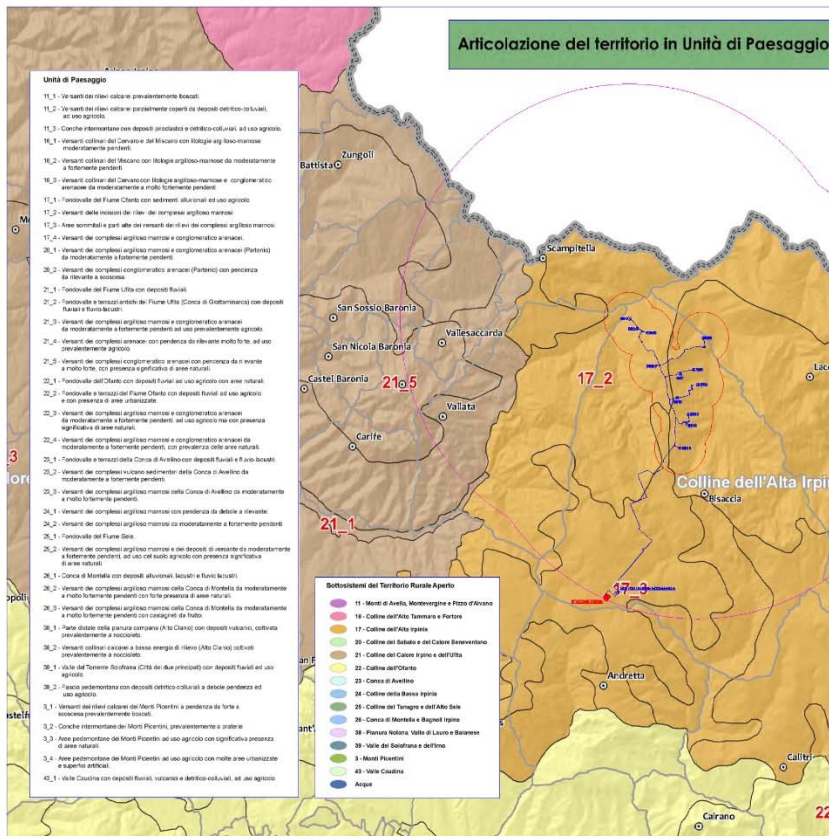 Articolazione del territorio in Unità di Paesaggio
Unità di Paesaggio
11_1 - Versanti dei rilievi calcarei prevalentemente boscati.
11_2 - Versanti dei rilievi calcarei parzialmente coperti da depositi detritico-colluviali,
ad uso agricolo.
11_3 - Conche intermontane con depositi piroclastici e detritico-colluviali, ad uso agricolo.
16_1 - Versanti collinari del Cervaro e del Miscano con litologie argilloso-marnose
moderatamente pendenti.
16_2 - Versanti collinari del Miscano con litologie argilloso-marnose da moderatamente
a fortemente pendenti.
16_3 - Versanti collinari del Cervaro con litologie argilloso-marnose e conglomeratico
arenacee da moderatamente a molto fortemente pendenti.
17_1 - Fondovalle del Fiume Ofanto con sedimenti alluvionali ed uso agricolo
17_2 - Versanti delle incisioni dei rilievi dei complessi argilloso marnosi
17_3 - Aree sommitali e parti alte dei versanti dei rilievi dei complessi argilloso marnosi
17_4 - Versanti dei complessi argilloso marnosi e conglomeratico arenacei.
20_1 - Versanti dei complessi argilloso marnosi e conglomeratico arenacei (Partenio)
da moderatamente a fortemente pendenti.
20_2 - Versanti dei complessi conglomeratico arenacei (Partenio) con pendenza
da rilevante a scoscesa.
21_1 - Fondovalle del Fiume Ufita con depositi fluviali.
21_2 - Fondovalle e terrazzi antichi del Fiume Ufita (Conca di Grottaminarda) con depositi
fluviali e fluvio-lacustri.
21_3 - Versanti dei complessi argilloso marnosi e conglomeratico arenacei
da moderatamente a fortemente pendenti ad uso prevalentemente agricolo.
21_4 - Versanti dei complessi arenacei con pendenza da rilevante molto forte, ad uso
prevalentemente agricolo.
21_5 - Versanti dei complessi conglomeratico arenacei con pendenza da rilevante
a molto forte, con presenza significativa di aree naturali.
22_1 - Fondovalle dell'Ofanto con depositi fluviali ad uso agricolo con aree naturali.
22_2 - Fondovalle e terrazzi del Fiume Ofanto con depositi fluviali ad uso agricolo
e con presenza di aree urbanizzate.
22_3 - Versanti dei complessi argilloso marnosi e conglomeratico arenacei
da moderatamente a fortemente pendenti, ad uso agricolo ma con presenza
significativa di aree naturali.
22_4 - Versanti dei complessi argilloso marnosi e conglomeratico arenacei da
moderatamente a fortemente pendenti, con prevalenza delle aree naturali.
23_1 - Fondovalle e terrazzi della Conca di Avellino con depositi fluviali e fluvio-lacustri.
23_2 - Versanti dei complessi vulcano sedimentari della Conca di Avellino da
moderatamente a fortemente pendenti.
23_3 - Versanti dei complessi argilloso marnosi della Conca di Avellino da moderatamente
a molto fortemente pendenti.
24_1 - Versanti dei complessi argilloso marnosi con pendenza da debole a rilevante.
24_2 - Versanti dei complessi argilloso marnosi da moderatamente a fortemente pendenti.
25_1 - Fondovalle del Fiume Sele.
25_2 - Versanti dei complessi argilloso marnosi e dei depositi di versante da moderatamente
a fortemente pendenti, ad uso del suolo agricolo con presenza significativa
di aree naturali
26_1 - Conca di Montella con depositi alluvionali, lacustri e fluvio lacustri.
26_2 - Versanti dei complessi argilloso marnosi della Conca di Montella da moderatamente
a molto fortemente pendenti con forte presenza di aree naturali.
26_3 - Versanti dei complessi argilloso marnosi della Conca di Montella da moderatamente
a molto fortemente pendenti con castagneti da frutto.
38_1 - Parte distale della pianura campana (Alto Clanio) con depositi vulcanici, coltivata
prevalentemente a noccioleto.
38_2 - Versanti collinari calcarei a bassa energia di rilievo (Alto Clanio) coltivati
prevalentemente a noccioleto.
39_1 - Valle del Torrente Solofrana (Città dei due principati) con depositi fluviali ed uso
agricolo.
39_2 - Fascia pedemontana con depositi detritico-colluviali a debole pendenza ed
uso agricolo.
3_1 - Versanti dei rilievi calcarei dei Monti Picentini a pendenza da forte a
scoscesa prevalentemente boscati.
3_2 - Conche intermontane dei Monti Picentini, prevalentemente a praterie
3_3 - Aree pedemontane dei Monti Picentini ad uso agricolo con significativa presenza
di aree naturali.
3_4 - Aree pedemontane dei Monti Picentini ad uso agricolo con molte aree urbanizzate
e superfici artificiali.
43_1 - Valle Caudina con depositi fluviali, vulcanici e detritico-colluviali, ad uso agricolo
Sottosistemi del Territorio Rurale Aperto
11 - Monti di Avella, Montevergine e Pizzo d'Alvano
16 - Colline dell'Alto Tammaro e Fortore
17 - Colline dell'Alta Irpinia
20 - Colline del Sabato e del Calore Beneventano
21 - Colline del Calore Irpino e dell'Ufita
22 - Colline dell'Ofanto
23 - Conca di Avellino
24 - Colline della Bassa Irpinia
25 - Colline del Tanagro e dell'Alto Sele
26 - Conca di Montella e Bagnoli Irpino
38 - Pianura Nolana, Vallo di Lauro e Baianese
39 - Valle del Solofrana e dell'Irno
3 - Monti Picentini
43 - Valle Caudina
Acque
Zungoli
Battista
Scampitella
San Sossio Baronia
Vallesaccarda
San Nicola Baronia
Castel Baronia
21_5
17_2
Vallata
Carife
Colline dell'Alta Irpin
Bisaccia
21_1
17_3
Andretta
Calitri
Cairano
22